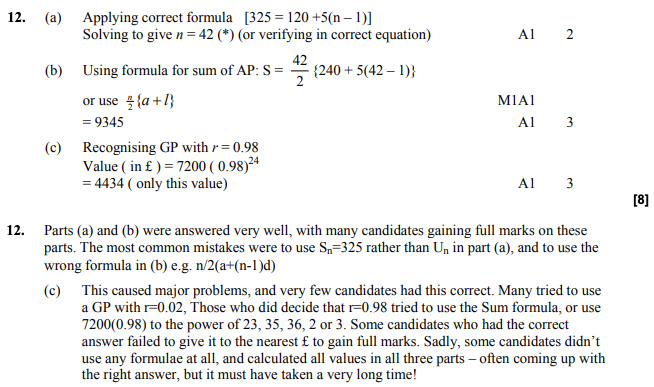 12. (a) Applying correct formula [325 = 120 +5(n – 1)]
Solving to give n = 42 (*) (or verifying in correct equation) A1 2
(b) Using formula for sum of AP: S = 42/2 {240 + 5(42 – 1)}
or use n/2 {a + l} M1A1
= 9345 A1 3
(c) Recognising GP with r = 0.98
Value ( in £ ) = 7200 ( 0.98)^24
= 4434 ( only this value) A1 3
[8]
12. Parts (a) and (b) were answered very well, with many candidates gaining full marks on these
parts. The most common mistakes were to use Sn=325 rather than Un in part (a), and to use the
wrong formula in (b) e.g. n/2(a+(n-1)d)
(c) This caused major problems, and very few candidates had this correct. Many tried to use
a GP with r=0.02, Those who did decide that r=0.98 tried to use the Sum formula, or use
7200(0.98) to the power of 23, 35, 36, 2 or 3. Some candidates who had the correct
answer failed to give it to the nearest £ to gain full marks. Sadly, some candidates didn't
use any formulae at all, and calculated all values in all three parts – often coming up with
the right answer, but it must have taken a very long time!